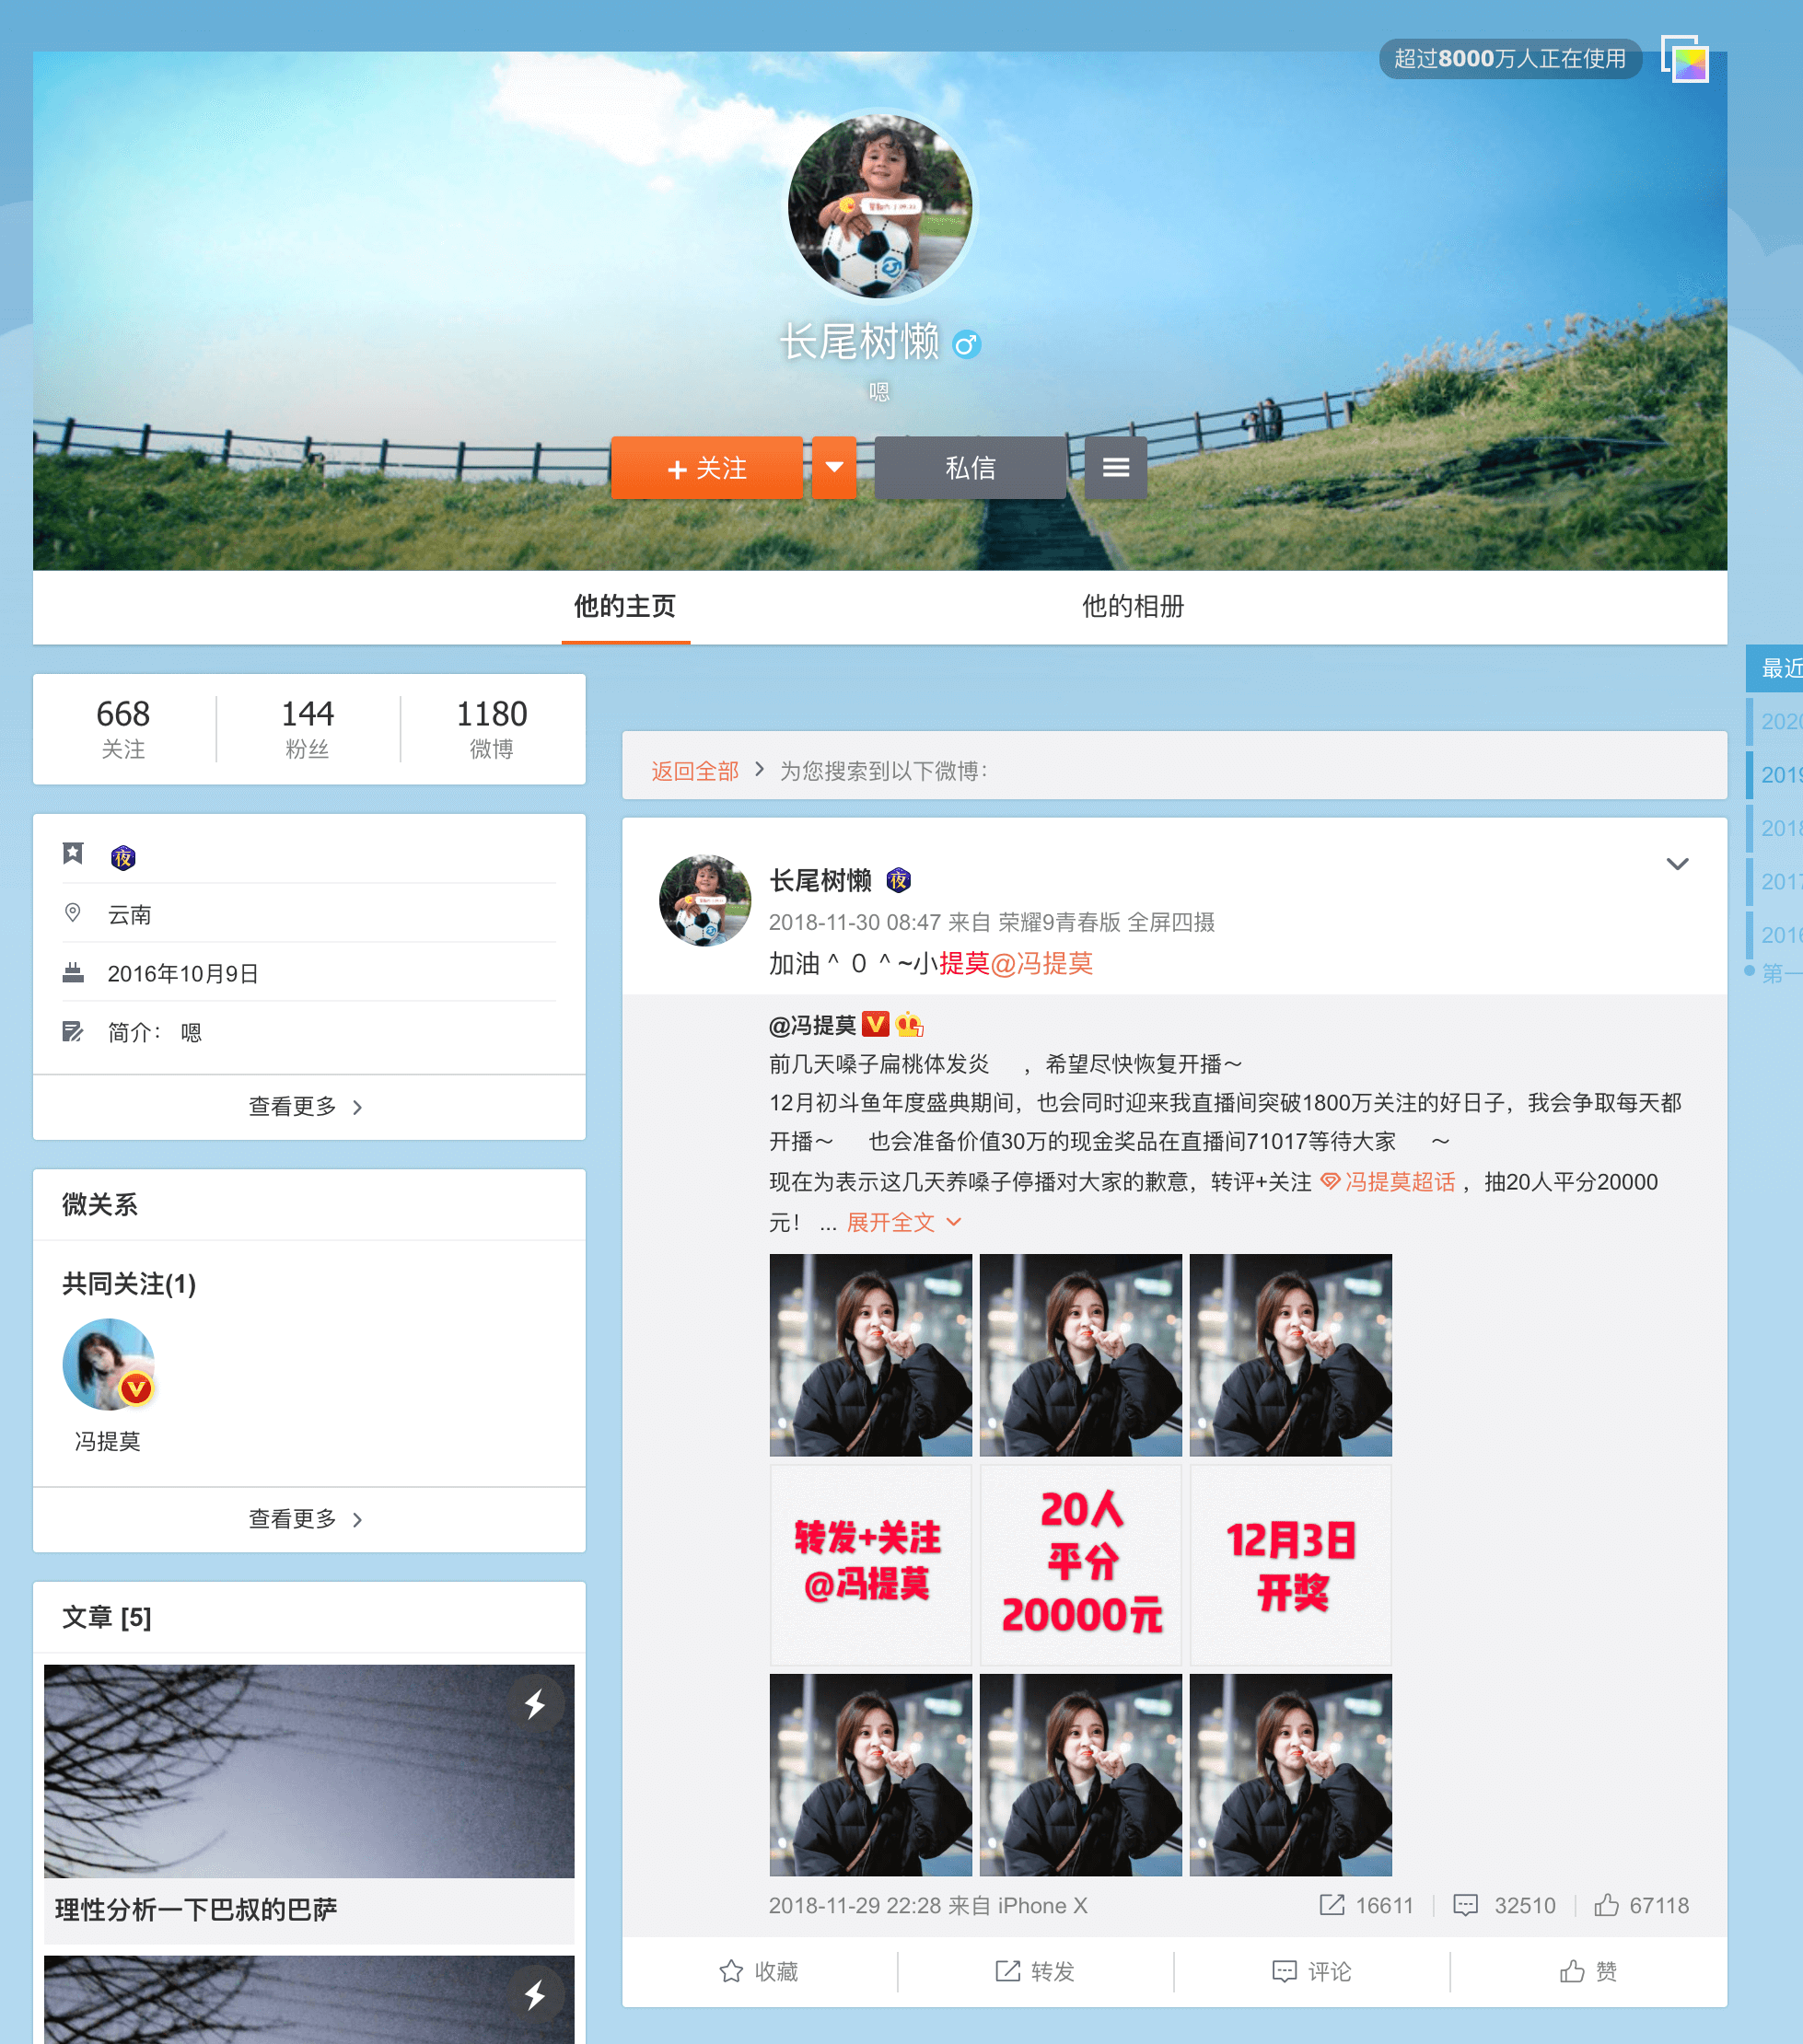 超过8000万人正在使用
长尾树懒
嗯
+关注
私信
他的主页
他的相册
668
关注
144
粉丝
1180
微博
夜
云南
2016年10月9日
简介： 嗯
查看更多 >
微关系
共同关注(1)
V
冯提莫
查看更多 >
文章 [5]
理性分析一下巴叔的巴萨
返回全部 > 为您搜索到以下微博：
长尾树懒 夜
2018-11-30 08:47 来自 荣耀9青春版 全屏四摄
加油＾０＾~小提莫@冯提莫
@冯提莫 V 7
前几天嗓子扁桃体发炎 ，希望尽快恢复开播～
12月初斗鱼年度盛典期间，也会同时迎来我直播间突破1800万关注的好日子，我会争取每天都
开播～ 也会准备价值30万的现金奖品在直播间71017等待大家 ～
现在为表示这几天养嗓子停播对大家的歉意，转评+关注 冯提莫超话 ，抽20人平分20000
元！ ... 展开全文
转发+关注
@冯提莫
20人
平分
20000元
12月3日
开奖
2018-11-29 22:28 来自 iPhone X
16611
32510
67118
收藏
转发
评论
赞
最近
2020
2019
2018
2017
2016
第一